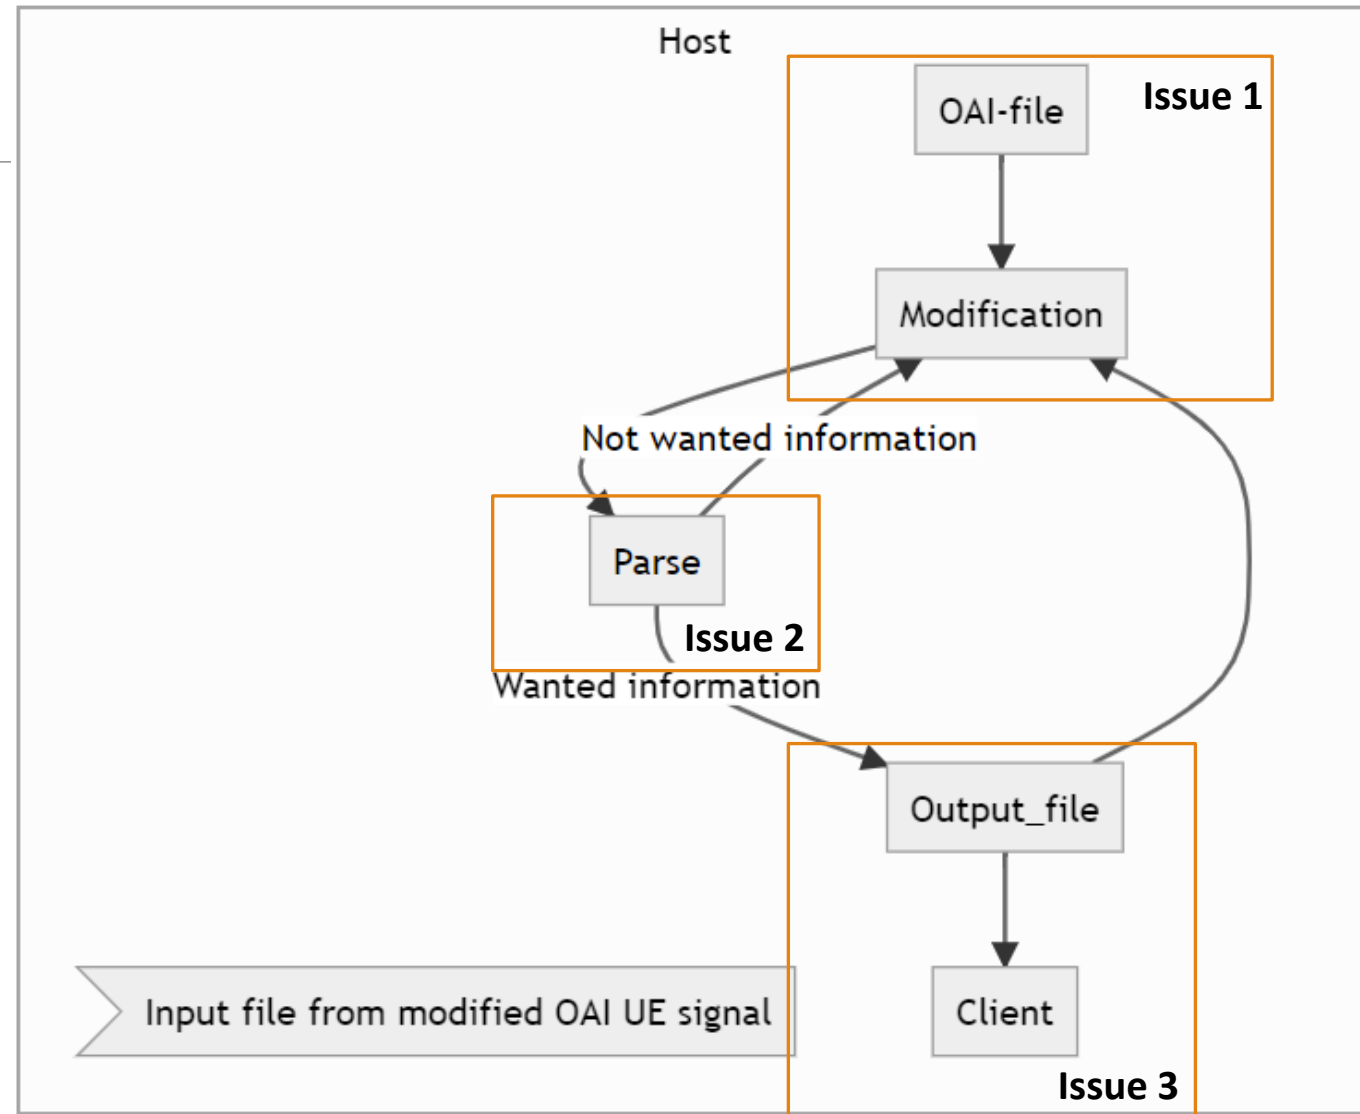 Host
OAI-file
Issue 1
Modification
Not wanted information
Parse
Issue 2
Wanted information
Output_file
Input file from modified OAI UE signal
Client
Issue 3